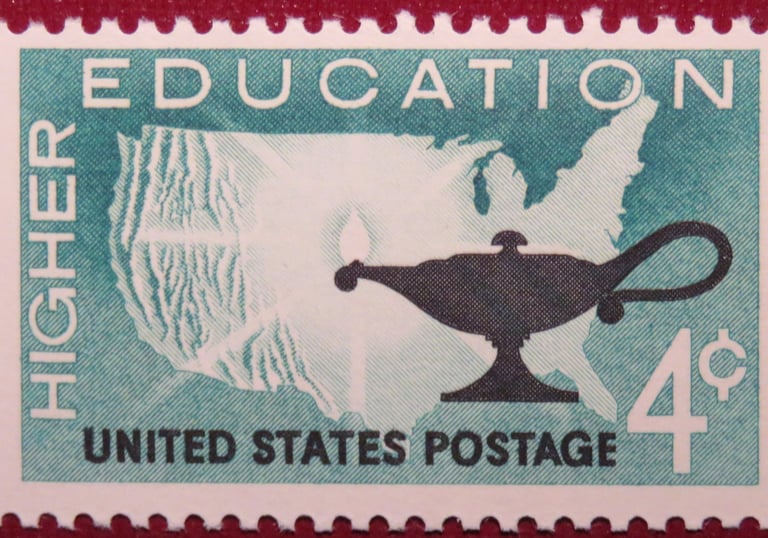 HIGHER
EDUCATION
4¢
UNITED STATES POSTAGE